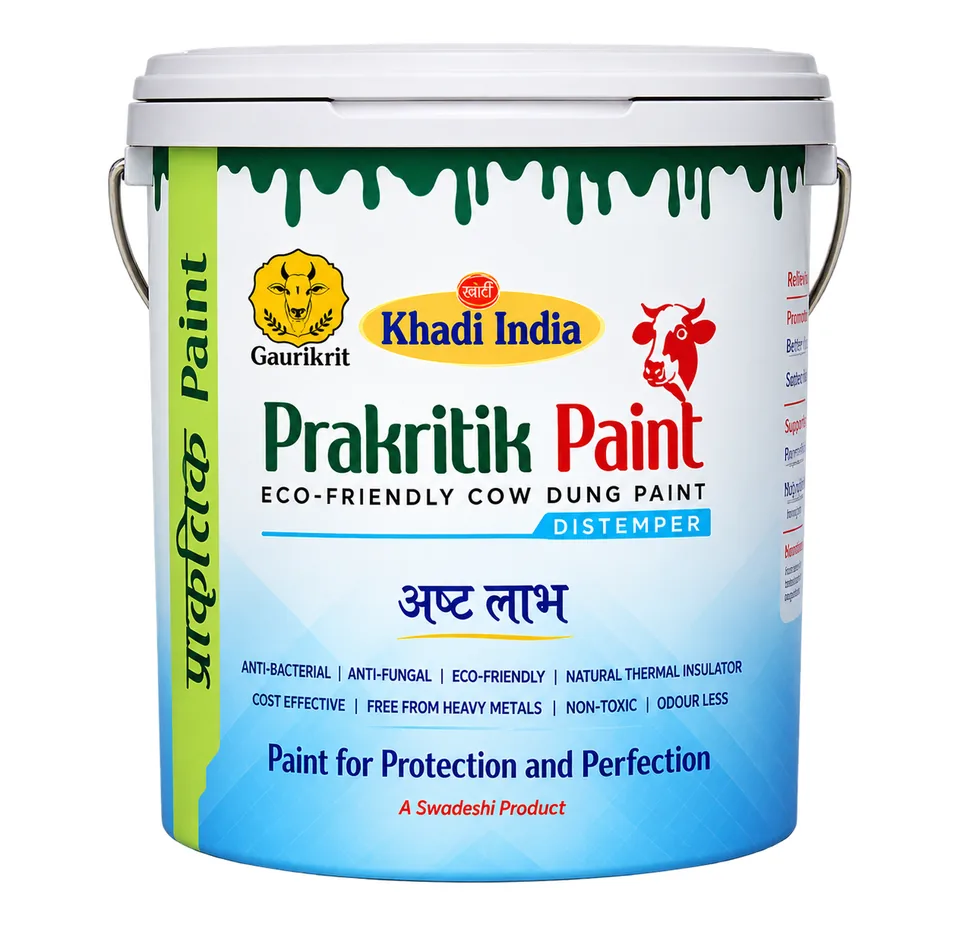 प्राकृतिक Paint
Gaurikrit
खादी
Khadi India
Prakritik Paint
ECO-FRIENDLY COW DUNG PAINT
DISTEMPER
अष्ट लाभ
ANTI-BACTERIAL | ANTI-FUNGAL | ECO-FRIENDLY | NATURAL THERMAL INSULATOR
COST EFFECTIVE | FREE FROM HEAVY METALS | NON-TOXIC | ODOUR LESS
Paint for Protection and Perfection
A Swadeshi Product